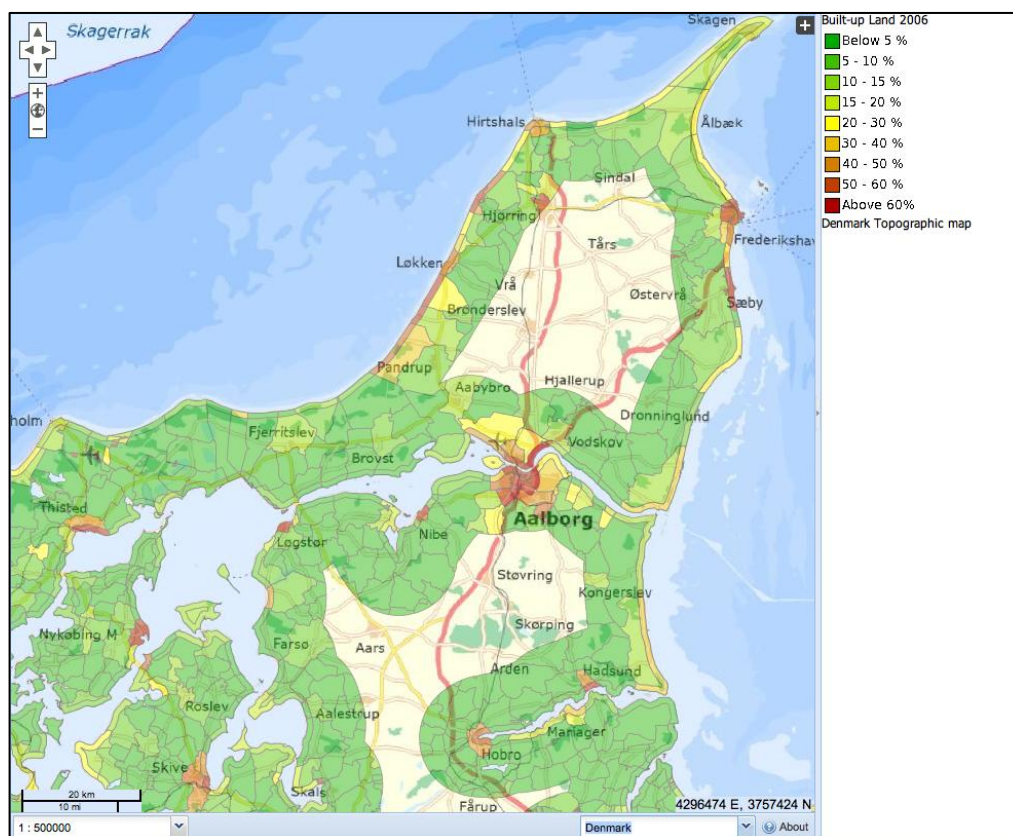 Skagerrak
Skagen
Hirtshals
Ålbæk
Sindal
Hjørring
Frederikshav
Tårs
Løkken
Vrå
Østervrå
Sæby
Brønderslev
Pandrup
Hjallerup
Aabybro
Dronninglund
holm
Fjerritslev
Vodskov
Brovst
Thisted
Aalborg
Løgstør
Nibe
Støvring
Kongerslev
Skørping
Nykøbing M
Farsø
Aars
Arden
Hadsund
Roslev
Aalestrup
Mariager
Hobro
Skive
Skals
Fårup
20 km
10 mi
4296474 E, 3757424 N
1 : 500000
Denmark
About
Built-up Land 2006
Below 5 %
5 - 10 %
10 - 15 %
15 - 20 %
20 - 30 %
30 - 40 %
40 - 50 %
50 - 60 %
Above 60%
Denmark Topographic map